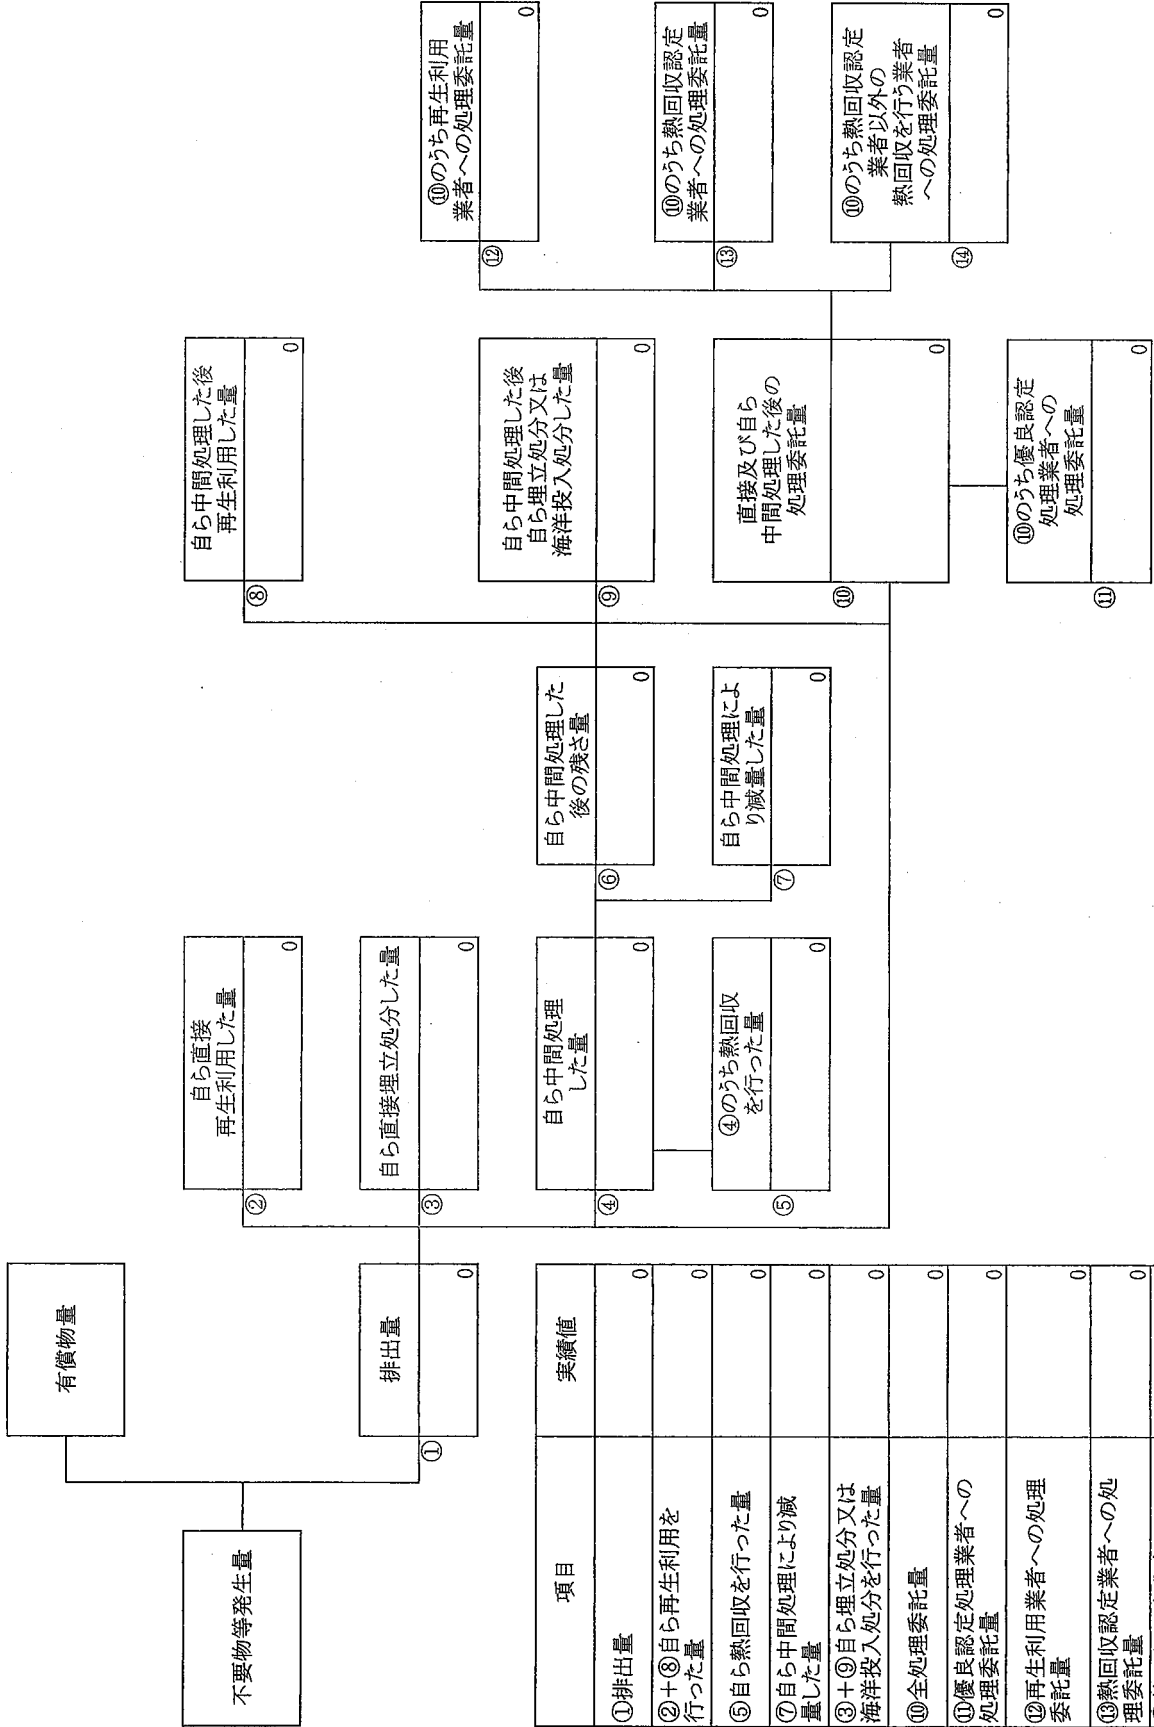 不要物等発生量
有償物量
排出量
①
0
自ら直接
再生利用した量
②
0
自ら直接埋立処分した量
③
0
自ら中間処理
した量
④
0
④のうち熱回収
を行った量
⑤
0
自ら中間処理した
後の残さ量
⑥
0
自ら中間処理によ
り減量した量
⑦
0
自ら中間処理した後
再生利用した量
⑧
0
自ら中間処理した後
自ら埋立処分又は
海洋投入処分した量
⑨
0
直接及び自ら
中間処理した後の
処理委託量
⑩
0
⑩のうち優良認定
処理業者への
処理委託量
⑪
0
⑩のうち再生利用
業者への処理委託量
⑫
0
⑩のうち熱回収認定
業者への処理委託量
⑬
0
⑩のうち熱回収認定
業者以外の
熱回収を行う業者
への処理委託量
⑭
0
項目 実績値
①排出量 0
②+⑧自ら再生利用を
行った量 0
⑤自ら熱回収を行った量 0
⑦自ら中間処理により減
量した量 0
③+⑨自ら埋立処分又は
海洋投入処分を行った量 0
⑩全処理委託量 0
⑪優良認定処理業者への
処理委託量 0
⑫再生利用業者への処理
委託量 0
⑬熱回収認定業者への処
理委託量 0